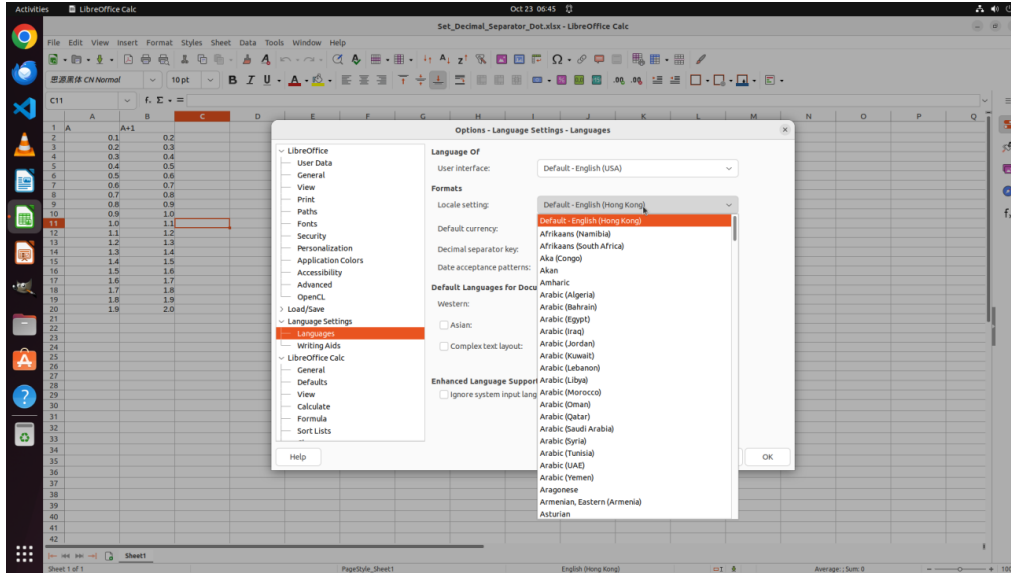 Activities LibreOffice Calc Oct 23 06:45
Set_Decimal_Separator_Dot.xlsx - LibreOffice Calc
File Edit View Insert Format Styles Sheet Data Tools Window Help
思源黑体 CN Normal 10 pt
C11
A B C D E F G H I J K L M N O P Q
1 A A+1
2 0.1 0.2
3 0.2 0.3
4 0.3 0.4
5 0.4 0.5
6 0.5 0.6
7 0.6 0.7
8 0.7 0.8
9 0.8 0.9
10 0.9 1.0
11 1.0 1.1
12 1.1 1.2
13 1.2 1.3
14 1.3 1.4
15 1.4 1.5
16 1.5 1.6
17 1.6 1.7
18 1.7 1.8
19 1.8 1.9
20 1.9 2.0
21
22
23
24
25
26
27
28
29
30
31
32
33
34
35
36
37
38
39
40
41
42
Options - Language Settings - Languages
LibreOffice
User Data
General
View
Print
Paths
Fonts
Security
Personalization
Application Colors
Accessibility
Advanced
OpenCL
Load/Save
Language Settings
Languages
Writing Aids
LibreOffice Calc
General
Defaults
View
Calculate
Formula
Sort Lists
Language Of
User interface: Default - English (USA)
Formats
Locale setting: Default - English (Hong Kong)
Default currency:
Decimal separator key:
Date acceptance patterns:
Default Languages for Docu
Western:
Asian:
Complex text layout:
Enhanced Language Support
Ignore system input lang
Default - English (Hong Kong)
Afrikaans (Namibia)
Afrikaans (South Africa)
Aka (Congo)
Akan
Amharic
Arabic (Algeria)
Arabic (Bahrain)
Arabic (Egypt)
Arabic (Iraq)
Arabic (Jordan)
Arabic (Kuwait)
Arabic (Lebanon)
Arabic (Libya)
Arabic (Morocco)
Arabic (Oman)
Arabic (Qatar)
Arabic (Saudi Arabia)
Arabic (Syria)
Arabic (Tunisia)
Arabic (UAE)
Arabic (Yemen)
Aragonese
Armenian, Eastern (Armenia)
Asturian
Help OK
Sheet1
Sheet 1 of 1 PageStyle_Sheet1 English (Hong Kong) Average: ; Sum: 0 100